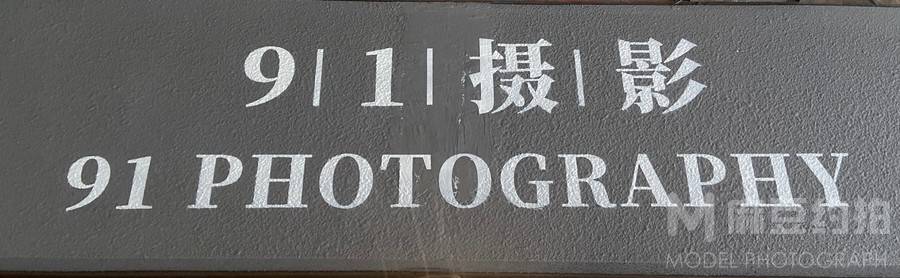 9|1|摄|影
91 PHOTOGRAPHY
M 麻豆约拍
MODEL PHOTOGRAPH